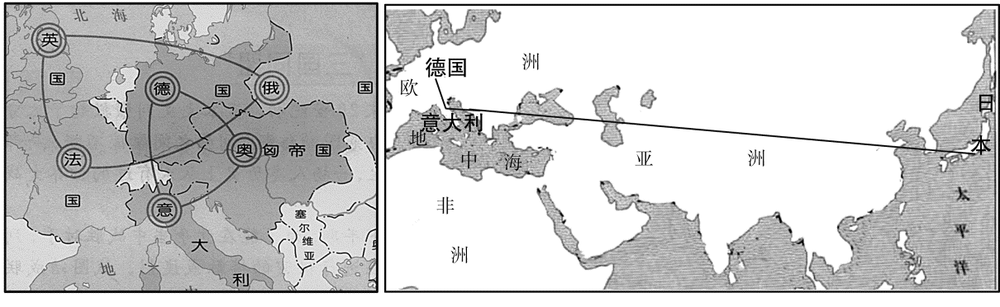 北海
英
国
德
国
俄
国
法
国
奥匈帝国
意
大
利
塞
尔
维
亚
地
中
德国
欧
洲
意大利
地
中
海
亚
洲
非
洲
日
本
太
平
洋